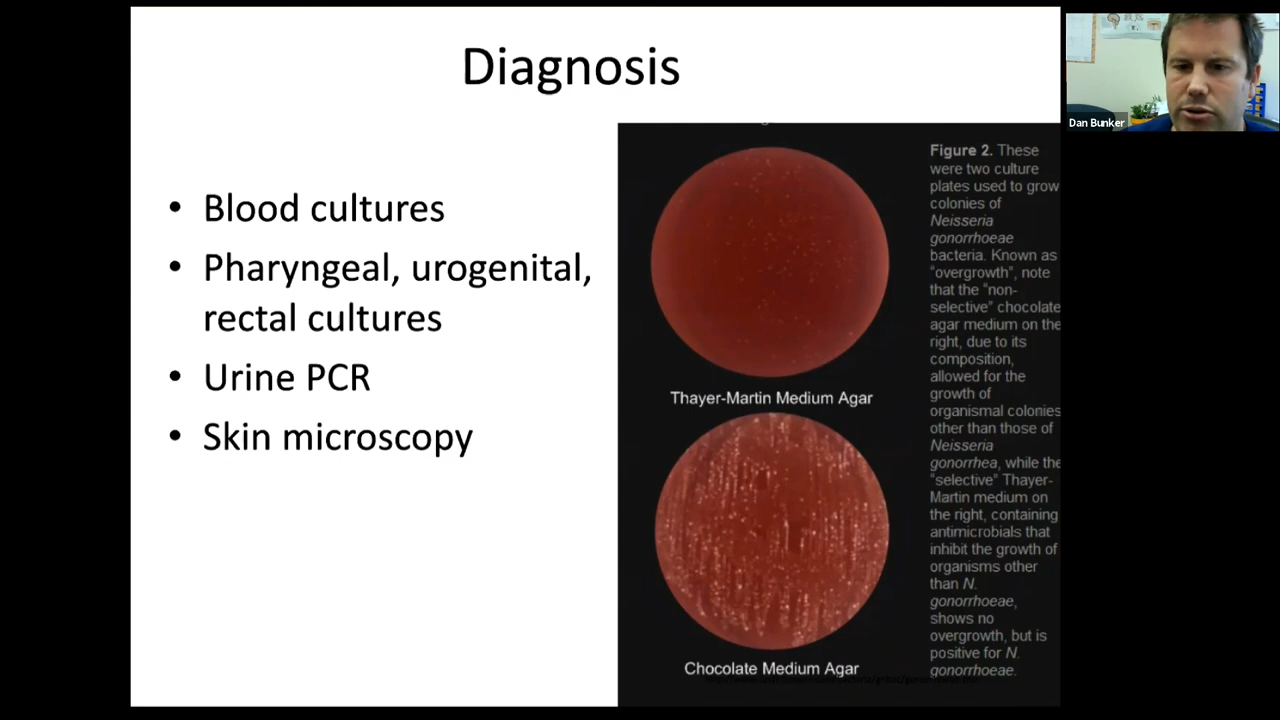 Diagnosis
• Blood cultures
• Pharyngeal, urogenital,
rectal cultures
• Urine PCR
• Skin microscopy
Thayer-Martin Medium Agar
Chocolate Medium Agar
Figure 2. These
were two culture
plates used to grow
colonies of
Neisseria
gonorrhoeae
bacteria. Known as
“overgrowth”, note
that the “non-
selective” chocolate
agar medium on the
right, due to its
composition,
allowed for the
growth of
organismal colonies
other than those of
Neisseria
gonorrhea, while the
“selective” Thayer-
Martin medium on
the right, containing
antimicrobials that
inhibit the growth of
organisms other
than N.
gonorrhoeae,
shows no
overgrowth, but is
positive for N.
gonorrhoeae.
Dan Bunker